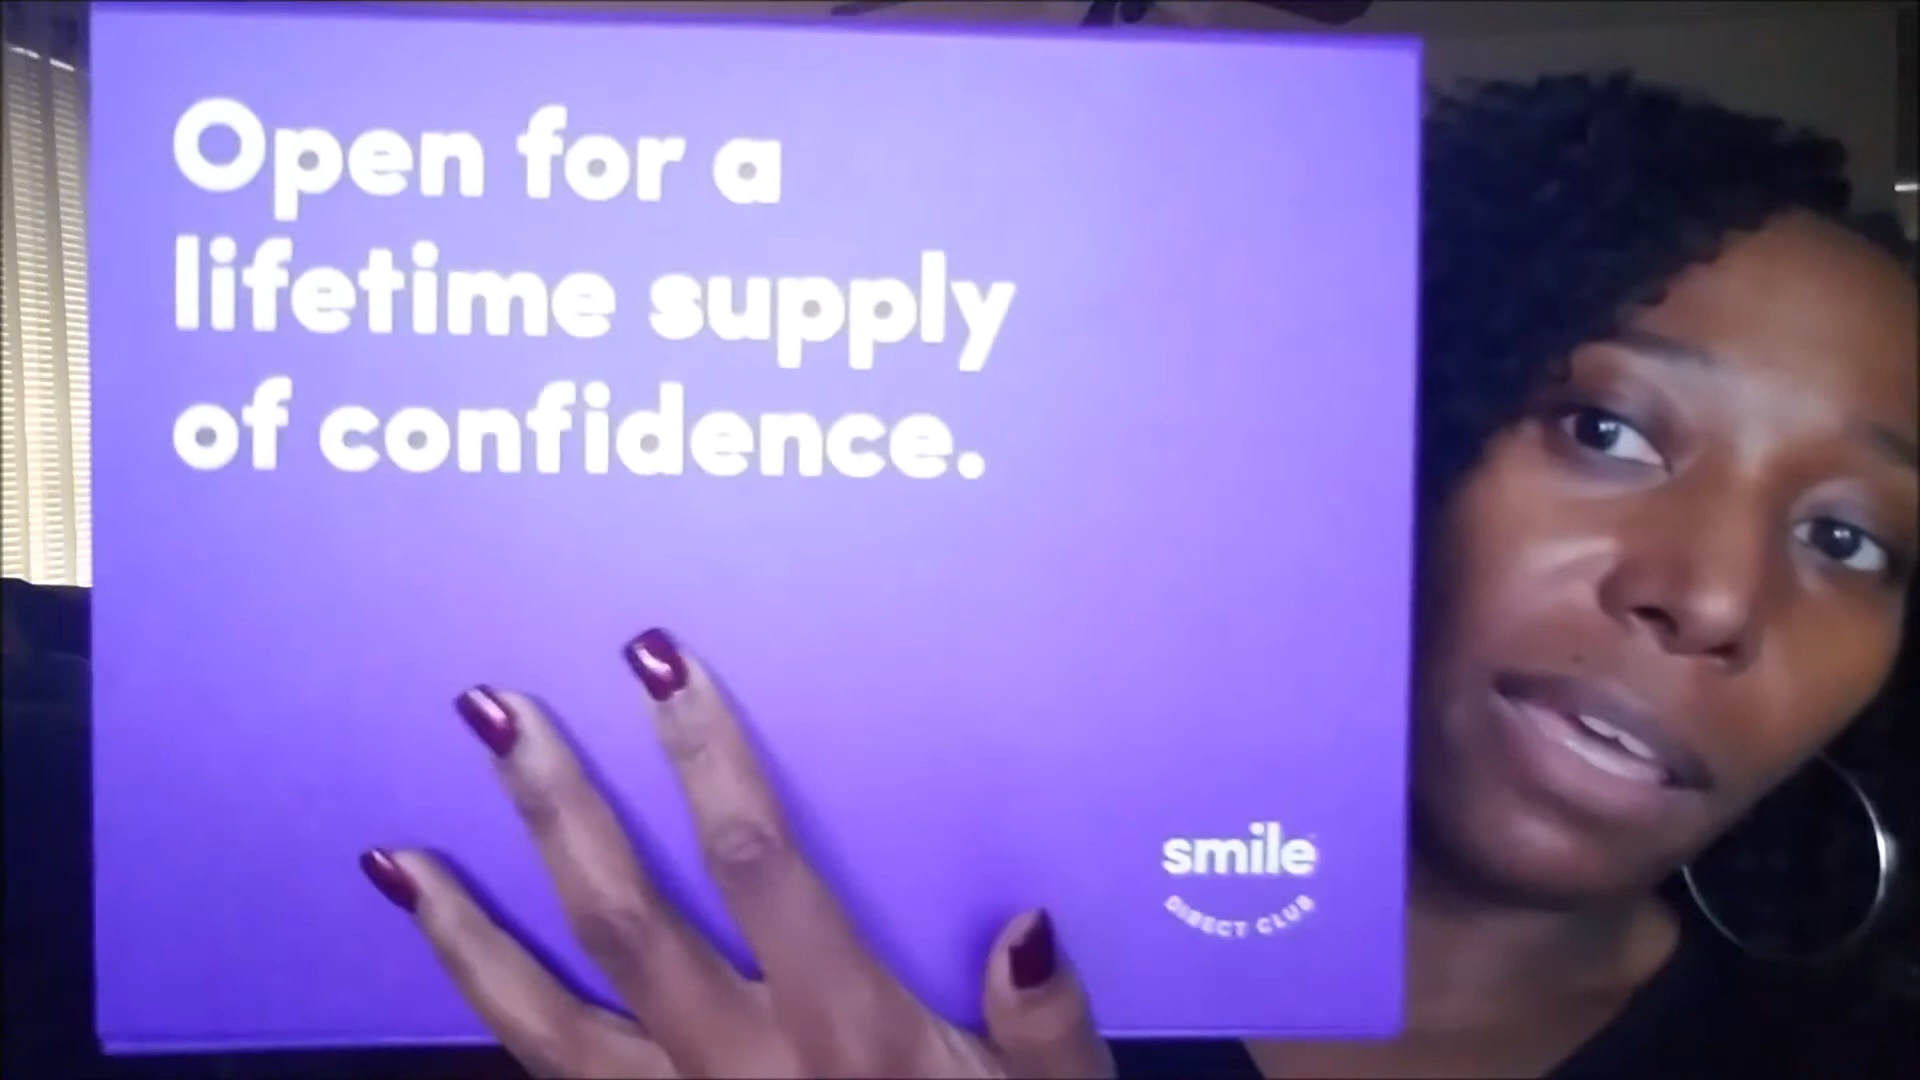 Open for a
lifetime supply
of confidence.
smile
DIRECT CLUB